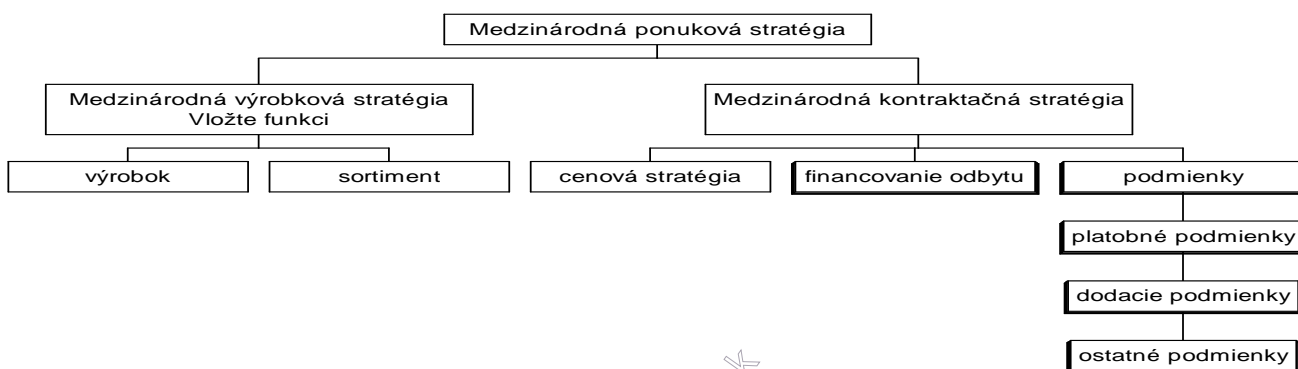 Medzinárodná ponuková stratégia
Medzinárodná výrobková stratégia
Vložte funkci
Medzinárodná kontraktačná stratégia
výrobok
sortiment
cenová stratégia
financovanie odbytu
podmienky
platobné podmienky
dodacie podmienky
ostatné podmienky